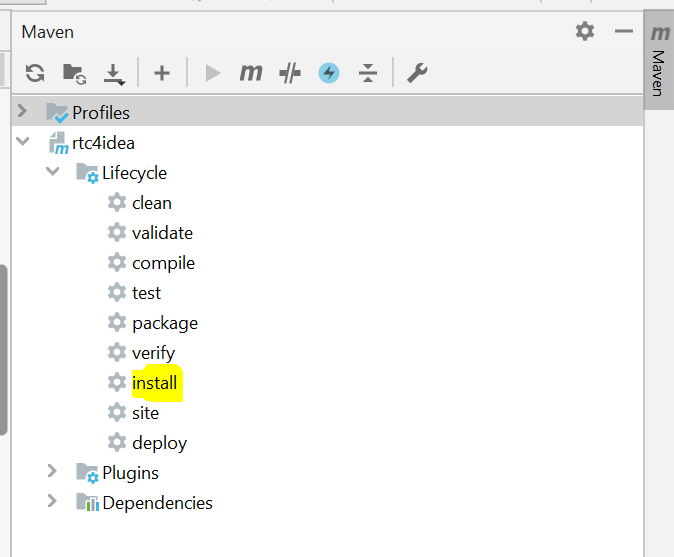 Maven
Maven
Profiles
rtc4idea
Lifecycle
clean
validate
compile
test
package
verify
install
site
deploy
Plugins
Dependencies